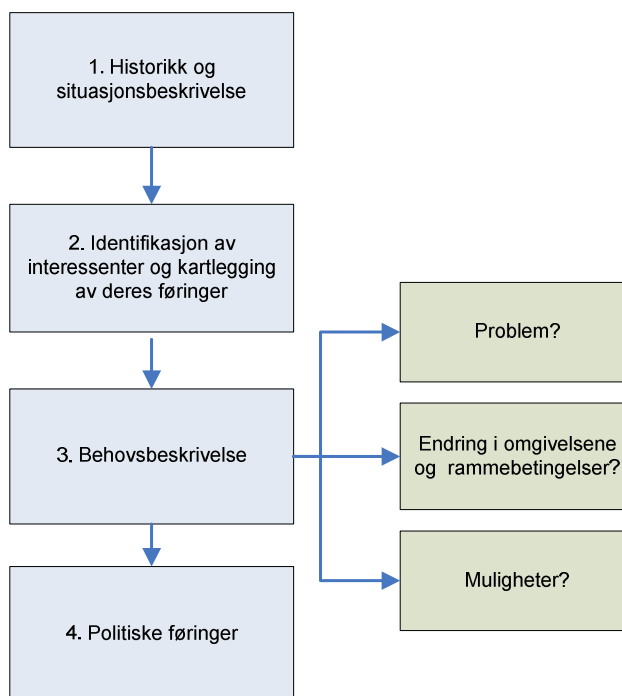 1. Historikk og
situasjonsbeskrivelse
2. Identifikasjon av
interessenter og kartlegging
av deres føringer
3. Behovsbeskrivelse
4. Politiske føringer
Problem?
Endring i omgivelsene
og rammebetingelser?
Muligheter?